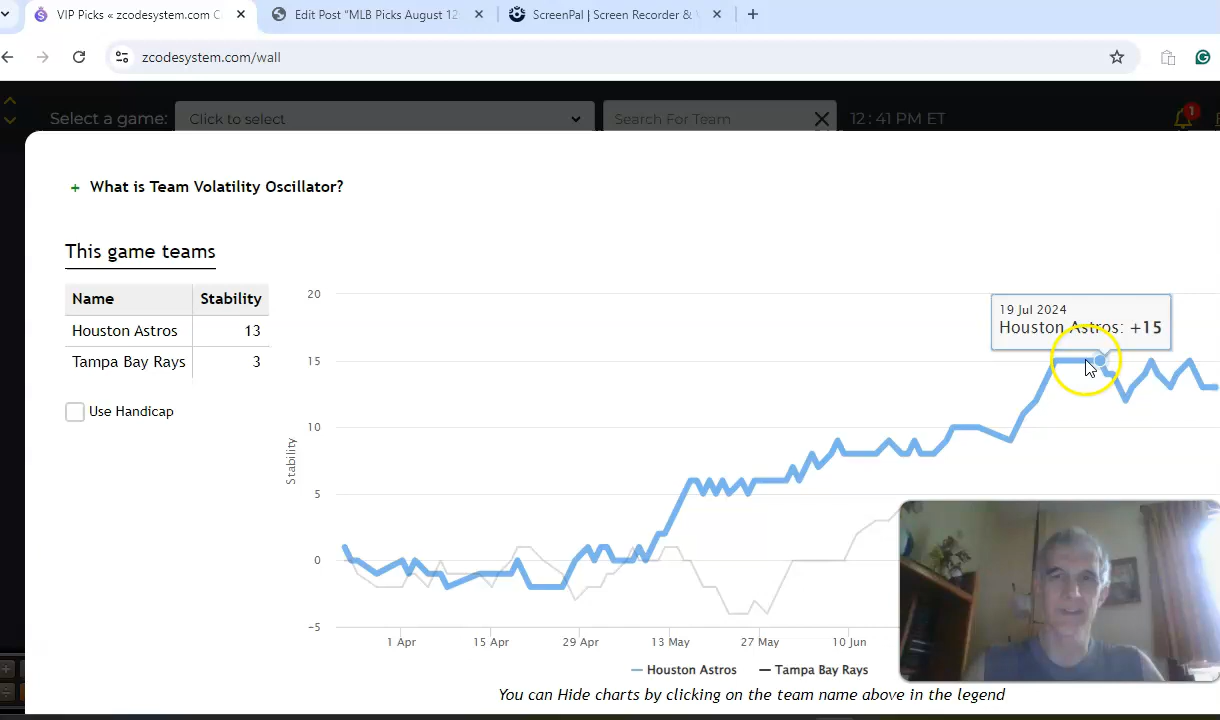 VIP Picks « zcodesystem.com C
Edit Post "MLB Picks August 12
ScreenPal | Screen Recorder &
zcodesystem.com/wall
Select a game:
Click to select
Search For Team
12:41 PM ET
1
+ What is Team Volatility Oscillator?
This game teams
Name Stability
Houston Astros 13
Tampa Bay Rays 3
Use Handicap
Stability
20
15
10
5
0
-5
19 Jul 2024
Houston Astros: +15
1 Apr 15 Apr 29 Apr 13 May 27 May 10 Jun
Houston Astros Tampa Bay Rays
You can Hide charts by clicking on the team name above in the legend